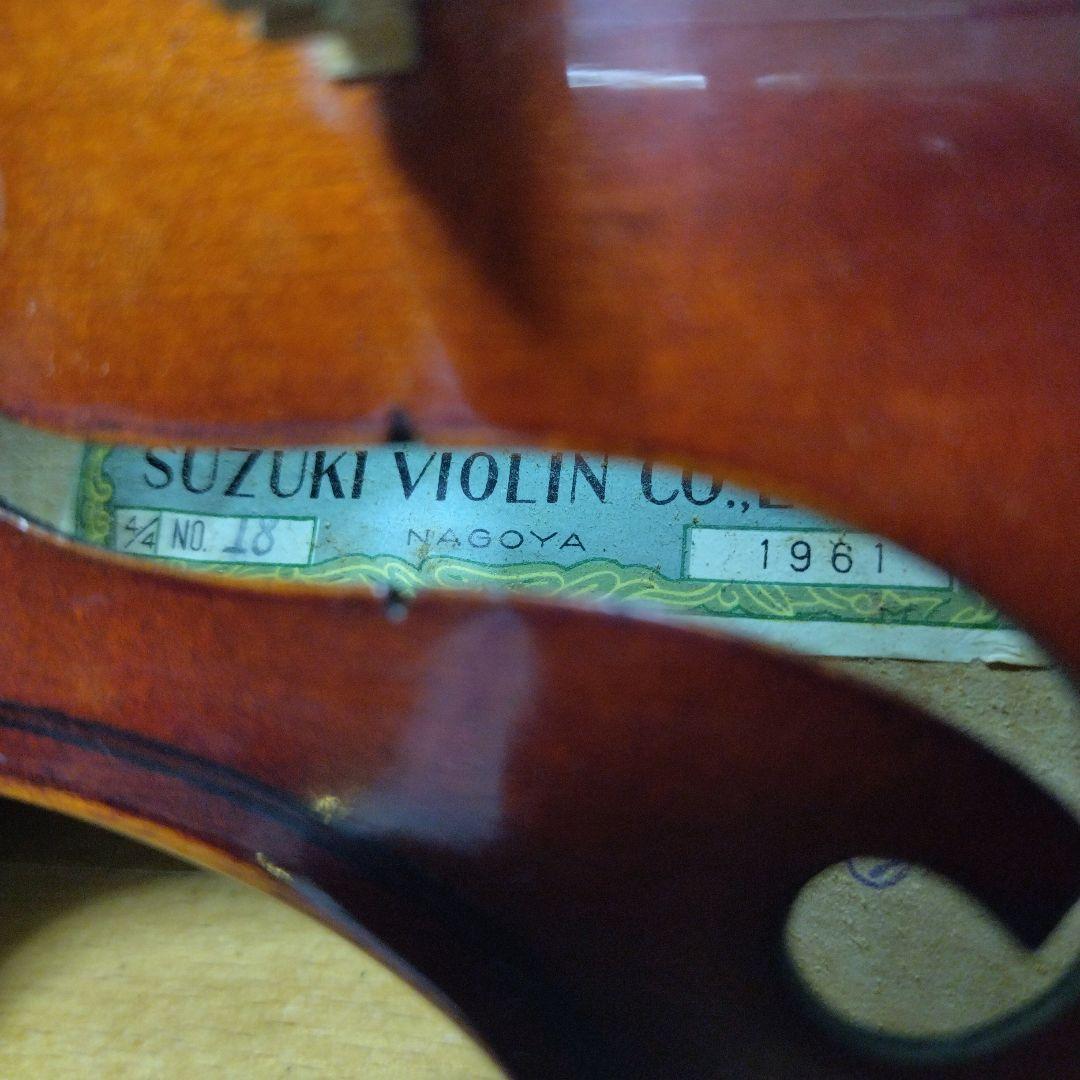 SUZUKI VIOLIN CO.,
4/4 NO. 18 NAGOYA 1961